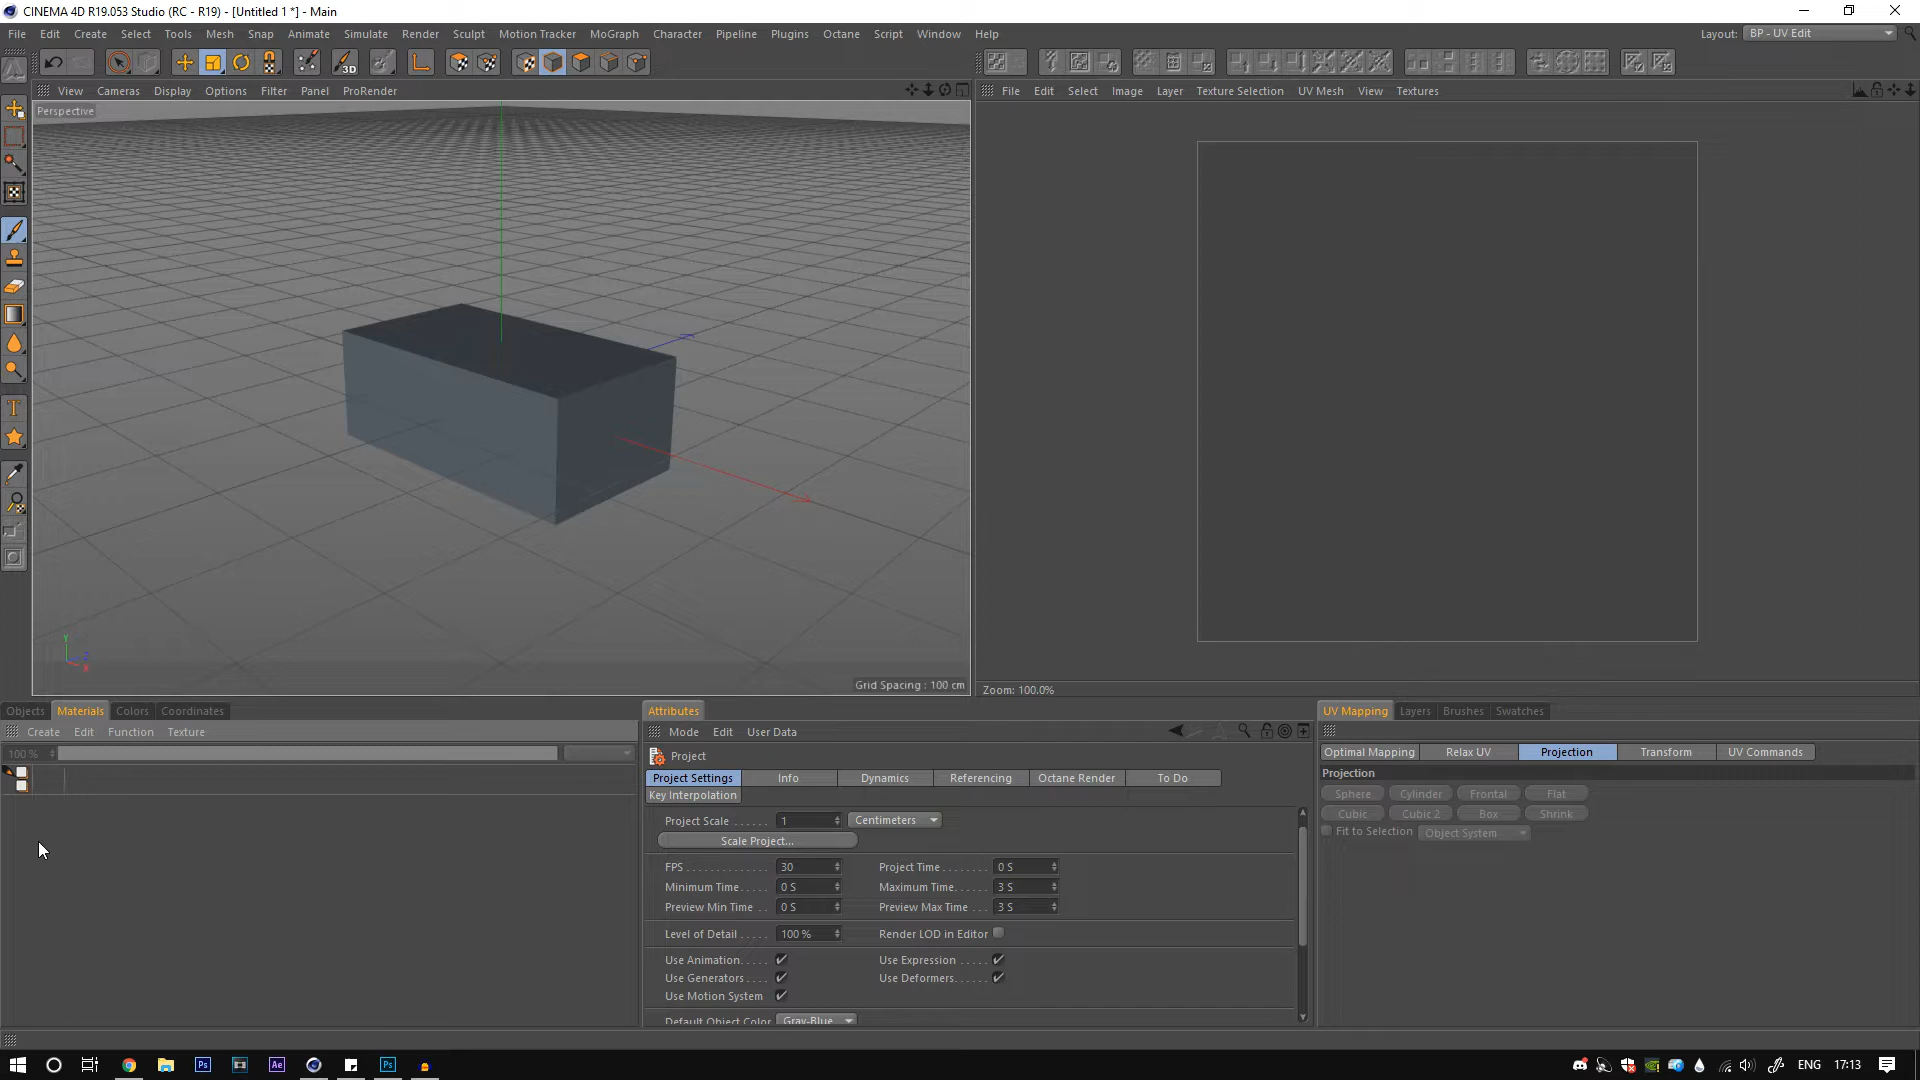 CINEMA 4D R19.053 Studio (RC - R19) - [Untitled 1 *] - Main
File Edit Create Select Tools Mesh Snap Animate Simulate Render Sculpt Motion Tracker MoGraph Character Pipeline Plugins Octane Script Window Help Layout: BP - UV Edit
3D
View Cameras Display Options Filter Panel ProRender
File Edit Select Image Layer Texture Selection UV Mesh View Textures
Perspective
Y
Z
X
Grid Spacing : 100 cm
Zoom: 100.0%
Objects Materials Colors Coordinates
Create Edit Function Texture
100 %
Attributes
Mode Edit User Data
Project
Project Settings Info Dynamics Referencing Octane Render To Do
Key Interpolation
Project Scale 1 Centimeters
Scale Project...
FPS 30 Project Time 0 S
Minimum Time 0 S Maximum Time 3 S
Preview Min Time 0 S Preview Max Time 3 S
Level of Detail 100 % Render LOD in Editor
Use Animation Use Expression
Use Generators Use Deformers
Use Motion System
Default Object Color Gray-Blue
UV Mapping Layers Brushes Swatches
Optimal Mapping Relax UV Projection Transform UV Commands
Projection
Sphere Cylinder Frontal Flat
Cubic Cubic 2 Box Shrink
Fit to Selection Object System
Ps Ae Ps ENG 17:13